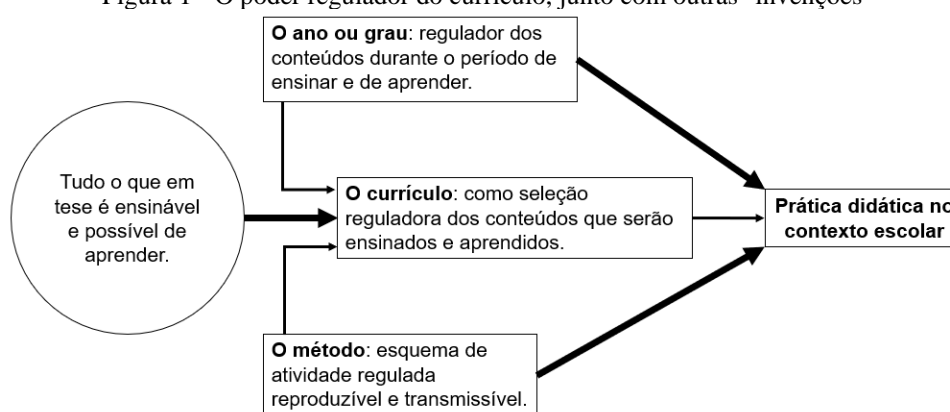 Figura 1 – O poder regulador do currículo, junto com outras "invenções"
O ano ou grau: regulador dos
conteúdos durante o período de
ensinar e de aprender.
Tudo o que em
tese é ensinável
e possível de
aprender.
O currículo: como seleção
reguladora dos conteúdos que serão
ensinados e aprendidos.
Prática didática no
contexto escolar
O método: esquema de
atividade regulada
reproduzível e transmissível.